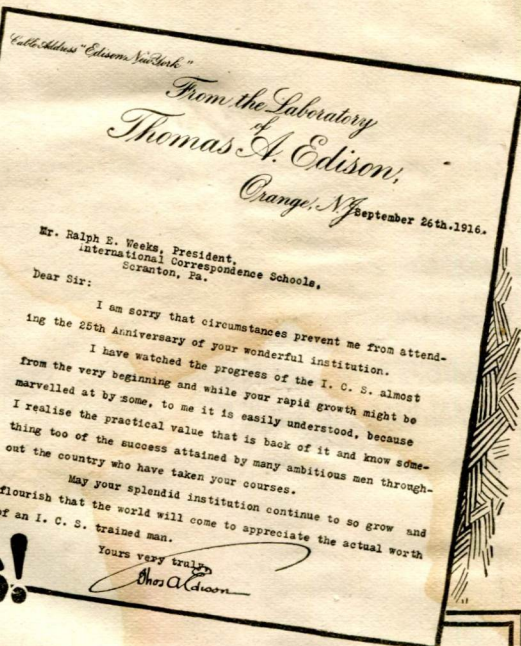 Cable Address "Edison, New York"
From the Laboratory
of
Thomas A. Edison,
Orange, N.J. September 26th.1916.
Mr. Ralph E. Weeks, President,
International Correspondence Schools,
Scranton, Pa.
Dear Sir:
I am sorry that circumstances prevent me from attend-
ing the 25th Anniversary of your wonderful institution.
I have watched the progress of the I. C. S. almost
from the very beginning and while your rapid growth might be
marvelled at by some, to me it is easily understood, because
I realise the practical value that is back of it and know some-
thing too of the success attained by many ambitious men through-
out the country who have taken your courses.
May your splendid institution continue to so grow and
flourish that the world will come to appreciate the actual worth
of an I. C. S. trained man.
Yours very truly,
Thos A Edison
!